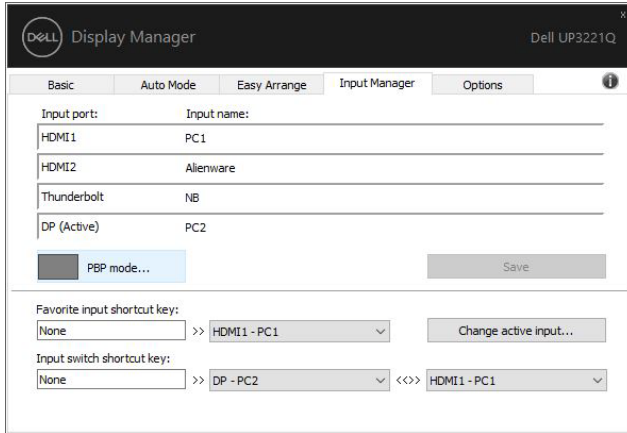 DELL Display Manager Dell UP3221Q x
Basic Auto Mode Easy Arrange Input Manager Options i
Input port: Input name:
HDMI1 PC1
HDMI2 Alienware
Thunderbolt NB
DP (Active) PC2
PBP mode... Save
Favorite input shortcut key:
None >> HDMI1 - PC1 Change active input...
Input switch shortcut key:
None >> DP - PC2 <<>> HDMI1 - PC1